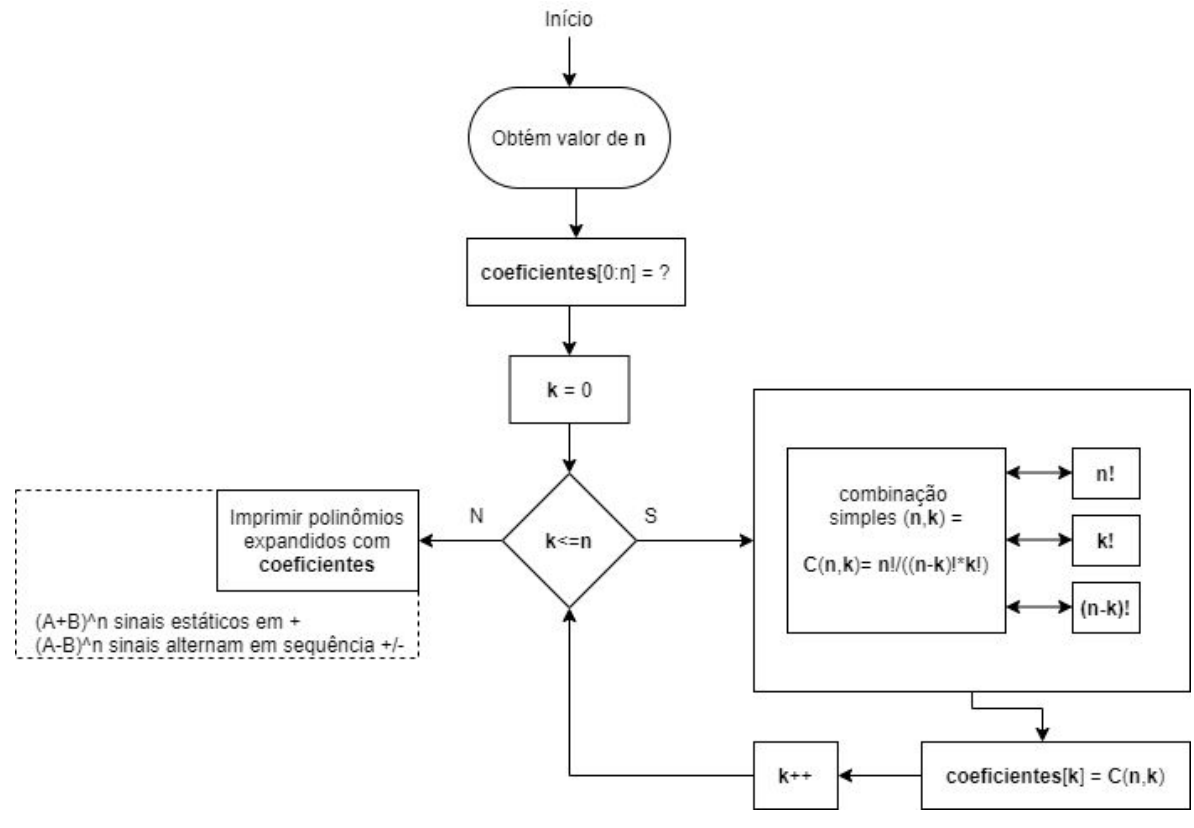 Início
Obtém valor de n
coeficientes[0:n] = ?
k = 0
k<=n
N
S
Imprimir polinômios
expandidos com
coeficientes
(A+B)^n sinais estáticos em +
(A-B)^n sinais alternam em sequência +/-
combinação
simples (n,k) =
C(n,k)= n!/((n-k)!*k!)
n!
k!
(n-k)!
coeficientes[k] = C(n,k)
k++